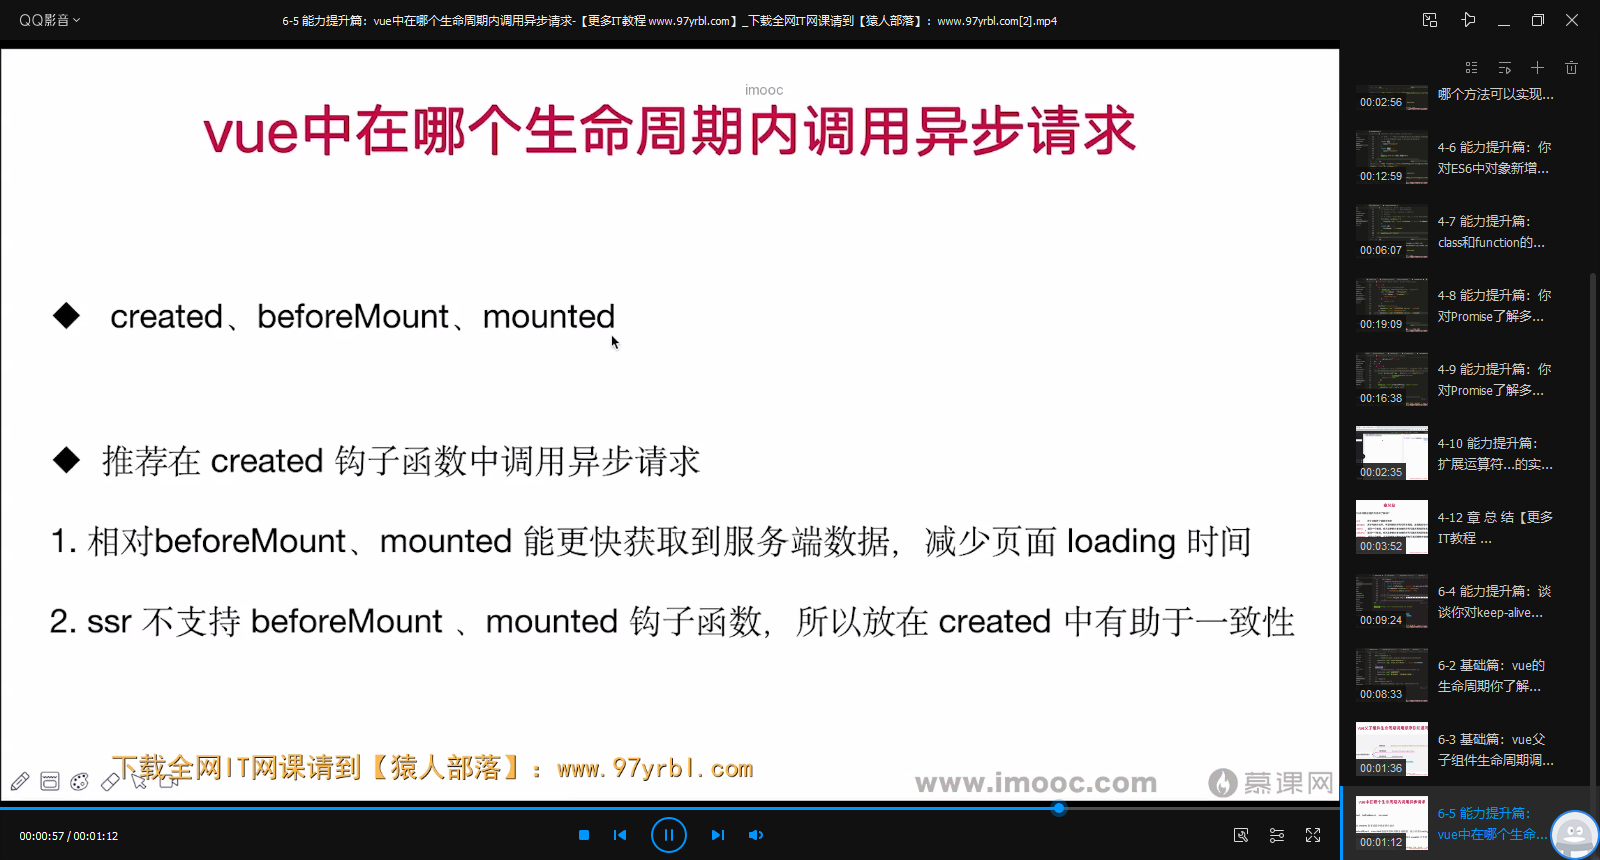 QQ影音
6-5 能力提升篇：vue中在哪个生命周期内调用异步请求-【更多IT教程 www.97yrbl.com】_下载全网IT网课请到【猿人部落】：www.97yrbl.com[2].mp4
imooc
vue中在哪个生命周期内调用异步请求
◆ created、beforeMount、mounted
◆ 推荐在 created 钩子函数中调用异步请求
1. 相对beforeMount、mounted 能更快获取到服务端数据，减少页面 loading 时间
2. ssr 不支持 beforeMount 、mounted 钩子函数，所以放在 created 中有助于一致性
下载全网IT网课请到【猿人部落】：www.97yrbl.com
www.imooc.com
慕课网
00:00:57 / 00:01:12
00:02:56
哪个方法可以实现...
00:12:59
4-6 能力提升篇：你
对ES6中对象新增...
00:06:07
4-7 能力提升篇：
class和function的...
00:19:09
4-8 能力提升篇：你
对Promise了解多...
00:16:38
4-9 能力提升篇：你
对Promise了解多...
00:02:35
4-10 能力提升篇：
扩展运算符...的实...
00:03:52
4-12 章 总 结【更多
IT教程 ...
00:09:24
6-4 能力提升篇：谈
谈你对keep-alive...
00:08:33
6-2 基础篇：vue的
生命周期你了解...
00:01:36
6-3 基础篇：vue父
子组件生命周期调...
00:01:12
6-5 能力提升篇：
vue中在哪个生命...